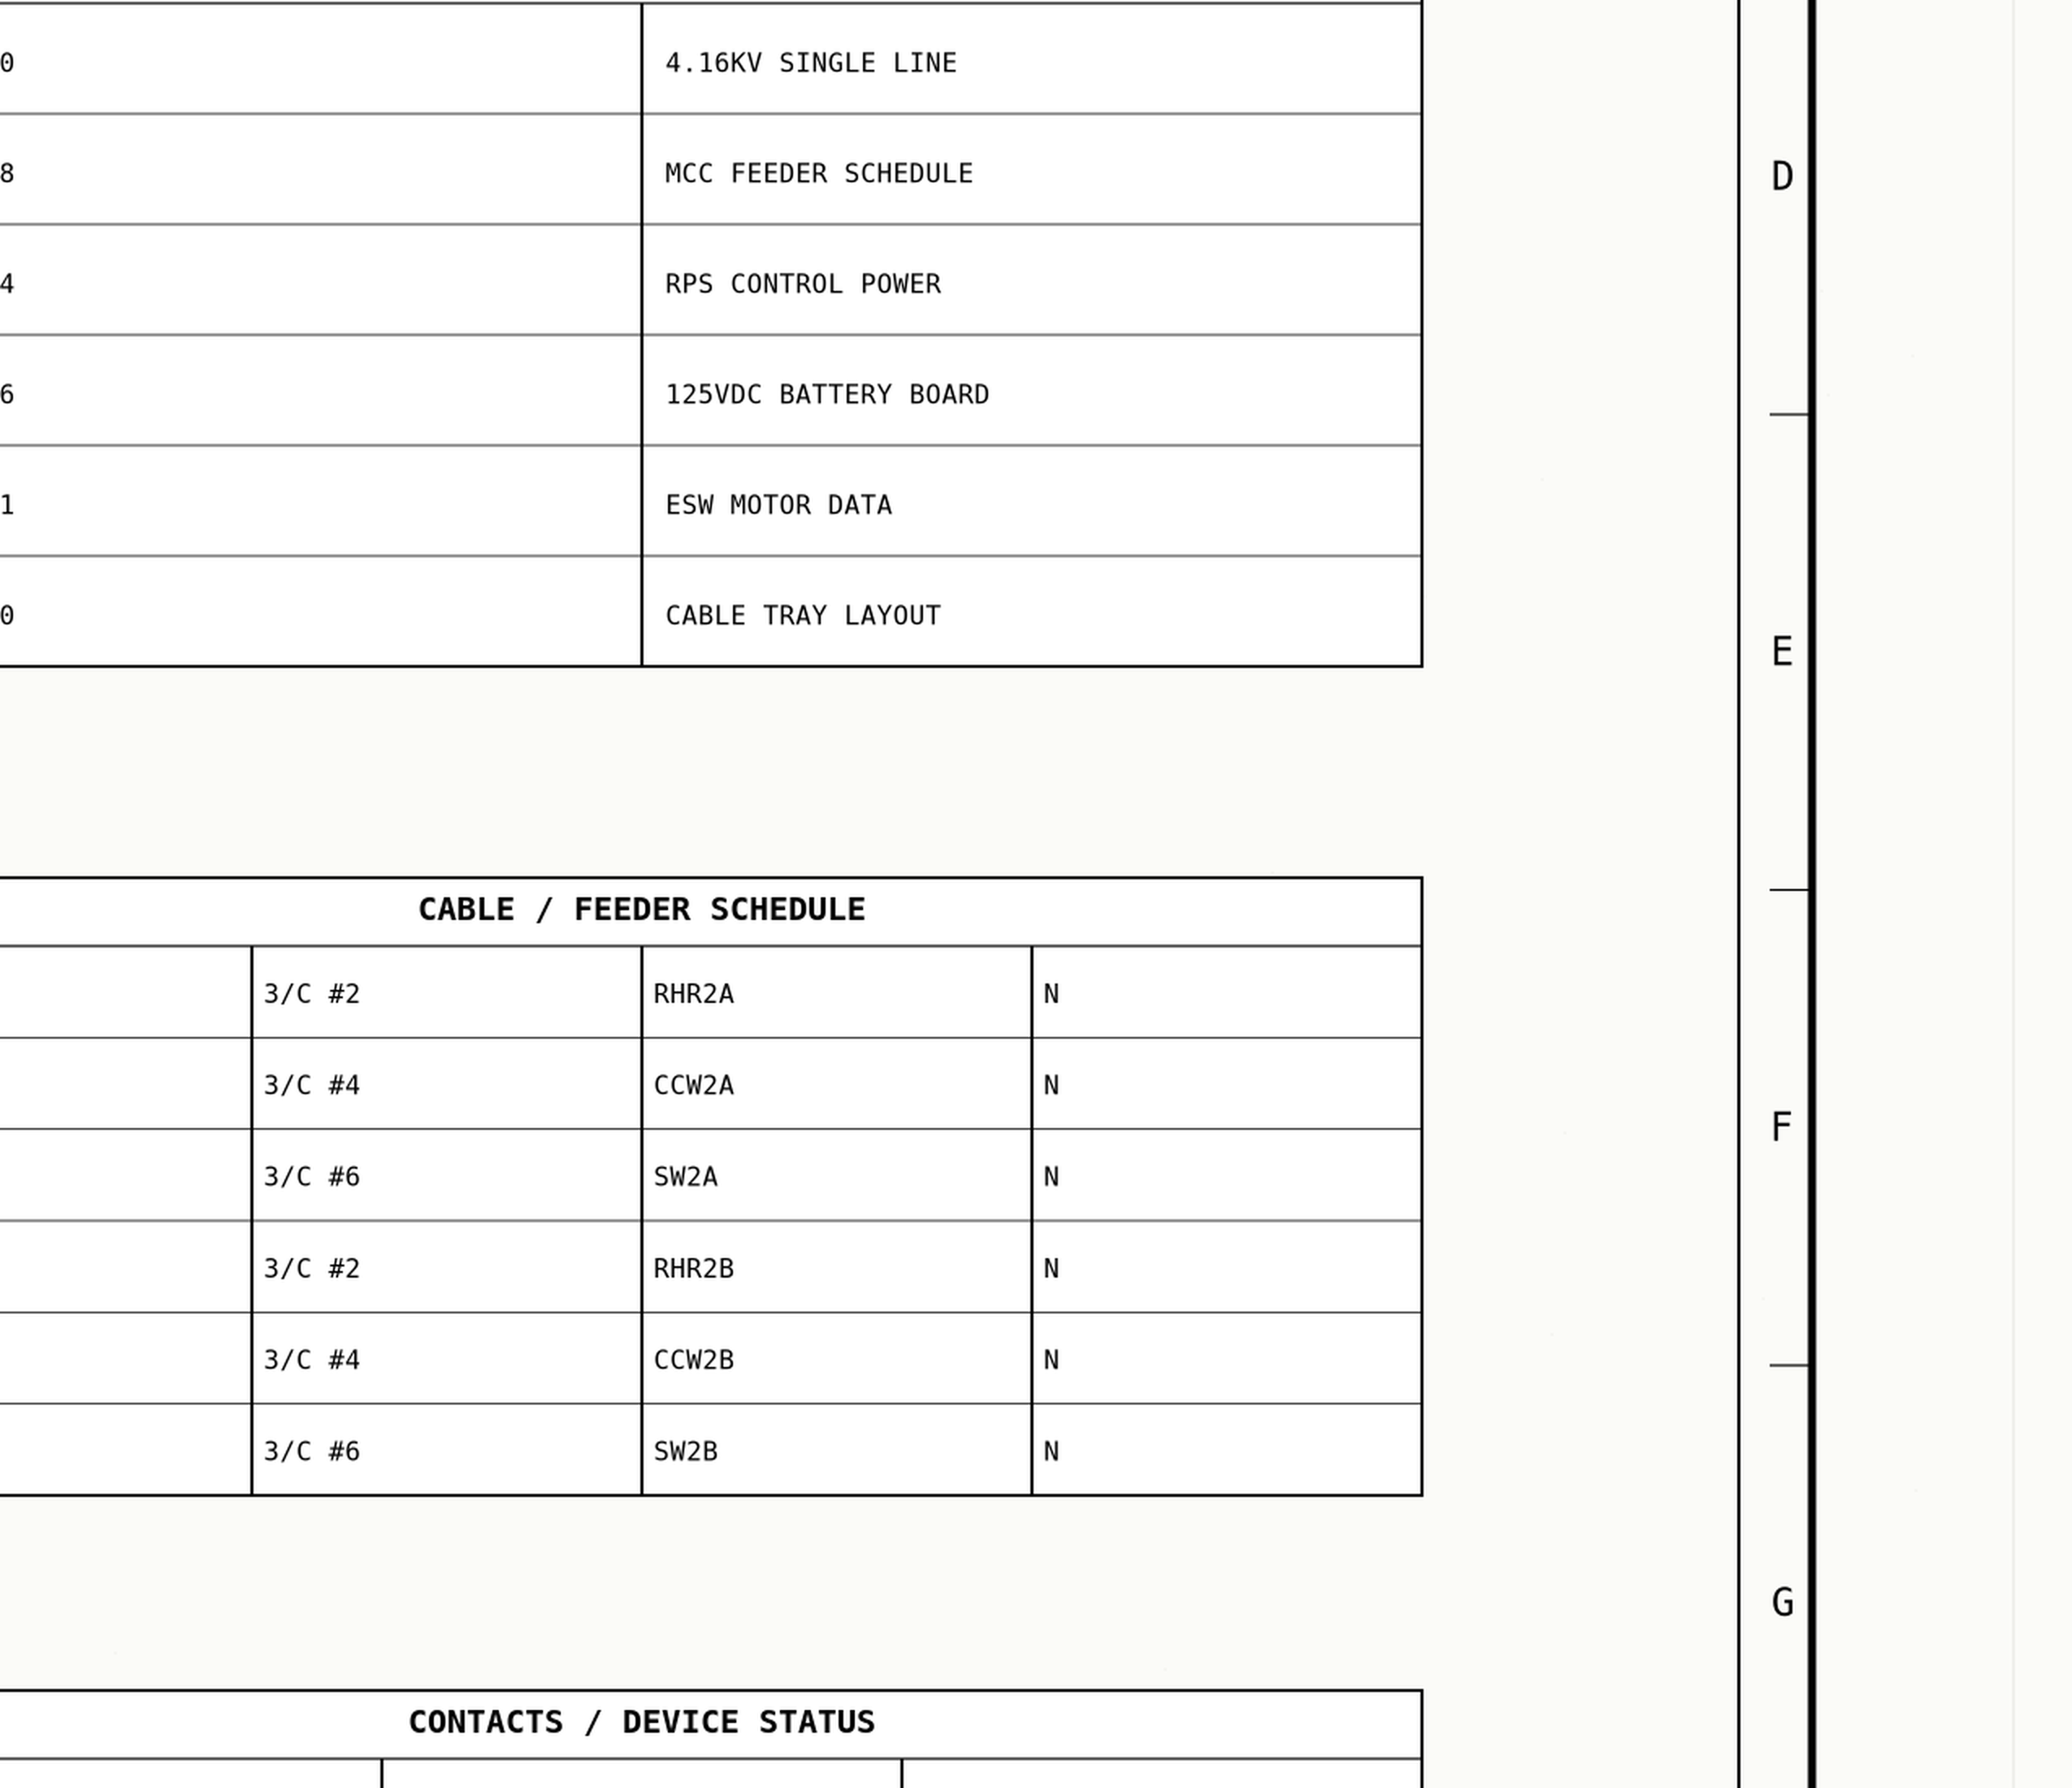 0 4.16KV SINGLE LINE
8 MCC FEEDER SCHEDULE
D
4 RPS CONTROL POWER
6 125VDC BATTERY BOARD
1 ESW MOTOR DATA
0 CABLE TRAY LAYOUT
E
CABLE / FEEDER SCHEDULE
3/C #2 RHR2A N
3/C #4 CCW2A N
F
3/C #6 SW2A N
3/C #2 RHR2B N
3/C #4 CCW2B N
3/C #6 SW2B N
G
CONTACTS / DEVICE STATUS